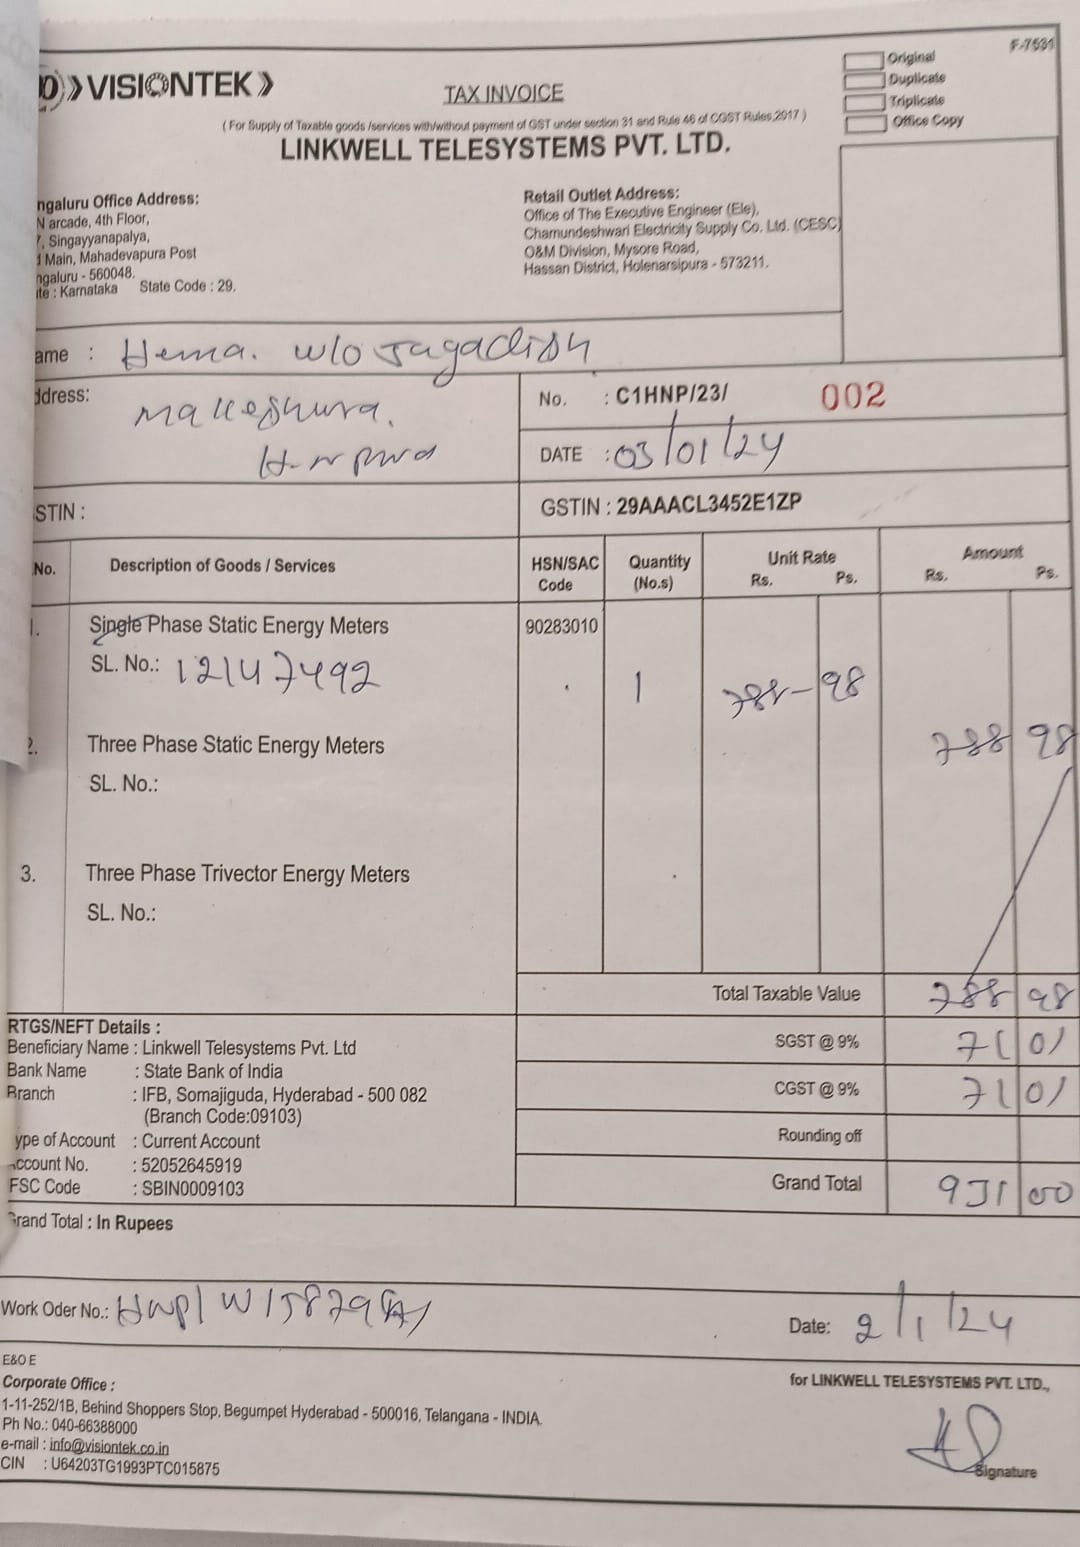 F-7531
VISIONTEK
TAX INVOICE
Original
Duplicate
Triplicate
Office Copy
( For Supply of Taxable goods /services with/without payment of GST under section 31 and Rule 46 of CGST Rules,2017 )
LINKWELL TELESYSTEMS PVT. LTD.
ngaluru Office Address:
N arcade, 4th Floor,
7, Singayyanapalya,
d Main, Mahadevapura Post
ngaluru - 560048.
ate : Karnataka State Code : 29.
Retail Outlet Address:
Office of The Executive Engineer (Ele),
Chamundeshwari Electricity Supply Co. Ltd. (CESC)
O&M Division, Mysore Road,
Hassan District, Holenarsipura - 573211.
ame : Hema. w/o Jagadish
ddress:
Malleshwra.
No. : C1HNP/23/ 002
DATE : 03/01/24
STIN :
GSTIN : 29AAACL3452E1ZP
No. Description of Goods / Services HSN/SAC Code Quantity (No.s) Unit Rate Rs. Ps. Amount Rs. Ps.
1. Single Phase Static Energy Meters 90283010
SL. No.: 12147492 1 788-98
788 98
2. Three Phase Static Energy Meters
SL. No.:
3. Three Phase Trivector Energy Meters
SL. No.:
Total Taxable Value 788 98
SGST @ 9% 71 01
CGST @ 9% 71 01
Rounding off
Grand Total 931 00
RTGS/NEFT Details :
Beneficiary Name : Linkwell Telesystems Pvt. Ltd
Bank Name : State Bank of India
Branch : IFB, Somajiguda, Hyderabad - 500 082
(Branch Code:09103)
ype of Account : Current Account
ccount No. : 52052645919
FSC Code : SBIN0009103
Grand Total : In Rupees
Work Oder No.: HNP/W/15879(A)
Date: 2/1/24
E&O E
Corporate Office :
1-11-252/1B, Behind Shoppers Stop, Begumpet Hyderabad - 500016, Telangana - INDIA.
Ph No.: 040-66388000
e-mail : info@visiontek.co.in
CIN : U64203TG1993PTC015875
for LINKWELL TELESYSTEMS PVT. LTD.,
Signature